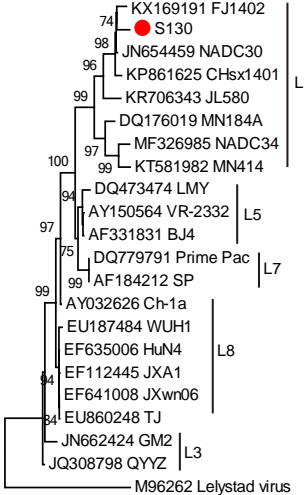 KX169191 FJ1402
74
S130
98
JN654459 NADC30
96
KP861625 CHsx1401
L
KR706343 JL580
99
DQ176019 MN184A
97
MF326985 NADC34
99
KT581982 MN414
100
DQ473474 LMY
94
AY150564 VR-2332
L5
AF331831 BJ4
97
75
DQ779791 Prime Pac
L7
99
AF184212 SP
99
AY032626 Ch-1a
EU187484 WUH1
EF635006 HuN4
L8
EF112445 JXA1
94
EF641008 JXwn06
EU860248 TJ
84
JN662424 GM2
L3
JQ308798 QYYZ
M96262 Lelystad virus